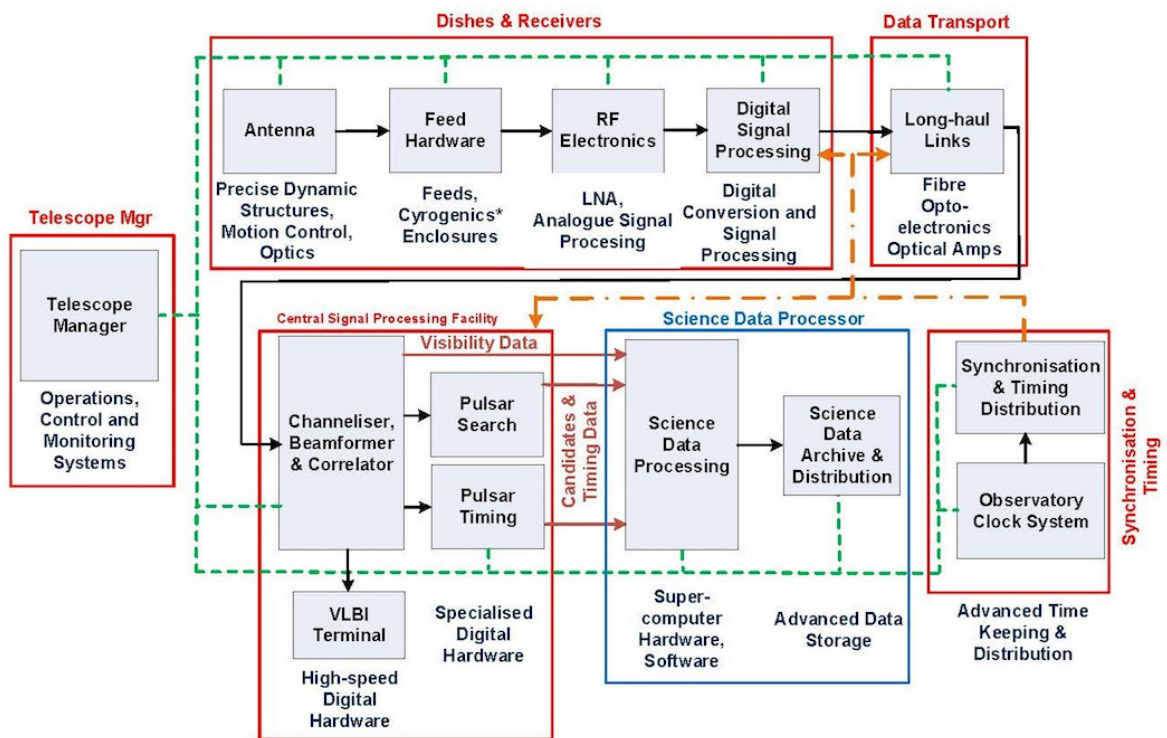 Dishes & Receivers
Data Transport
Antenna
Feed
Hardware
RF
Electronics
Digital
Signal
Processing
Long-haul
Links
Precise Dynamic
Structures,
Motion Control,
Optics
Feeds,
Cyrogenics*
Enclosures
LNA,
Analogue Signal
Procesing
Digital
Conversion and
Signal
Processing
Fibre
Opto-
electronics
Optical Amps
Telescope Mgr
Telescope
Manager
Operations,
Control and
Monitoring
Systems
Central Signal Processing Facility
Visibility Data
Channeliser,
Beamformer
& Correlator
Pulsar
Search
Pulsar
Timing
Candidates &
Timing Data
VLBI
Terminal
High-speed
Digital
Hardware
Specialised
Digital
Hardware
Science Data Processor
Science
Data
Processing
Science
Data
Archive &
Distribution
Super-
computer
Hardware,
Software
Advanced Data
Storage
Synchronisation
& Timing
Distribution
Observatory
Clock System
Synchronisation &
Timing
Advanced Time
Keeping &
Distribution